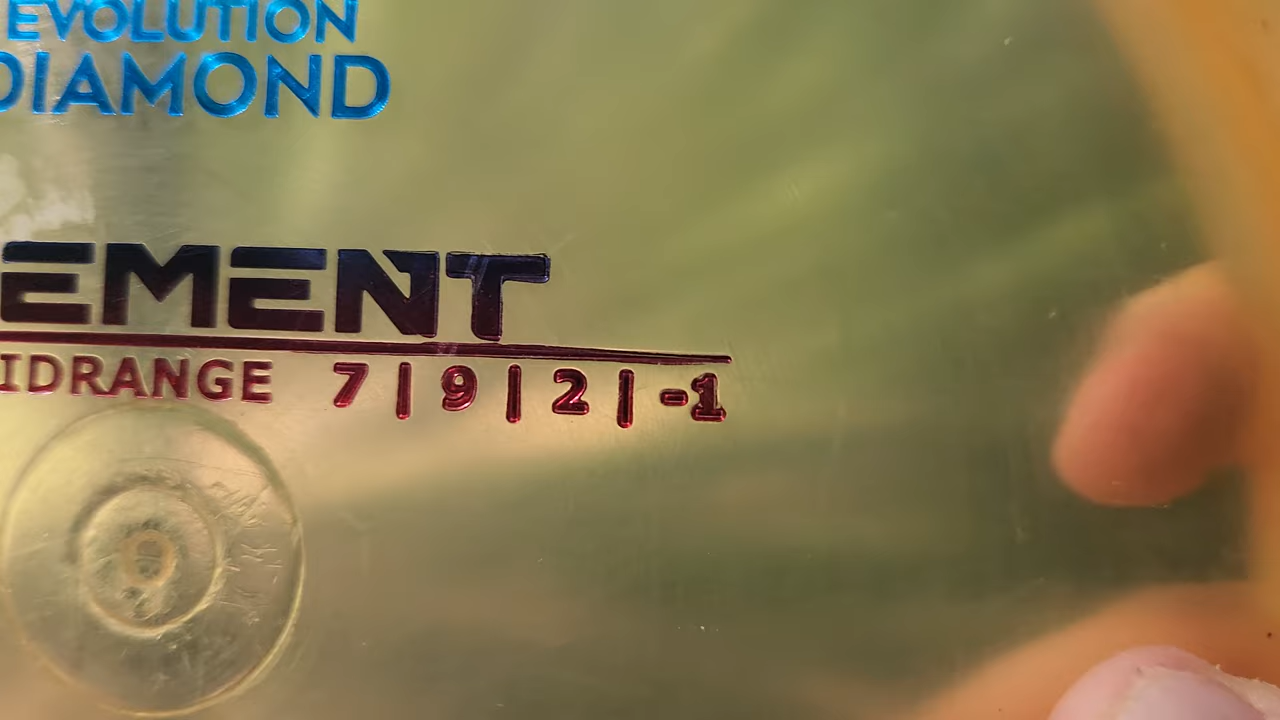 EVOLUTION
DIAMOND
EMENT
IDRANGE 7 | 9 | 2 | -1